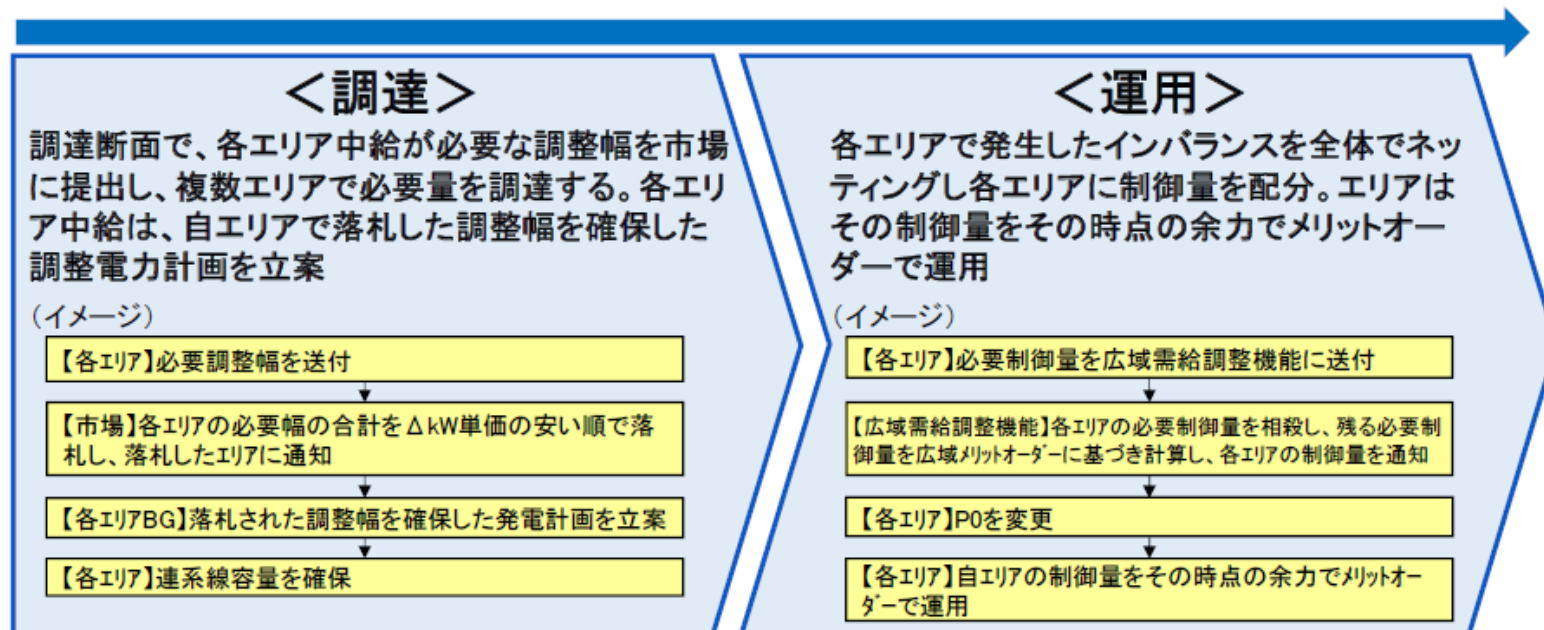 ＜調達＞
調達断面で、各エリア中給が必要な調整幅を市場
に提出し、複数エリアで必要量を調達する。各エリ
ア中給は、自エリアで落札した調整幅を確保した
調整電力計画を立案
（イメージ）
【各ｴﾘｱ】必要調整幅を送付
【市場】各ｴﾘｱの必要幅の合計をΔkW単価の安い順で落
札し、落札したエリアに通知
【各ｴﾘｱBG】落札された調整幅を確保した発電計画を立案
【各ｴﾘｱ】連系線容量を確保
＜運用＞
各エリアで発生したインバランスを全体でネッ
ティングし各エリアに制御量を配分。エリアは
その制御量をその時点の余力でメリットオー
ダーで運用
（イメージ）
【各ｴﾘｱ】必要制御量を広域需給調整機能に送付
【広域需給調整機能】各エリアの必要制御量を相殺し、残る必要制
御量を広域ﾒﾘｯﾄオーダーに基づき計算し、各エリアの制御量を通知
【各ｴﾘｱ】P0を変更
【各ｴﾘｱ】自エリアの制御量をその時点の余力でﾒﾘｯﾄオー
ﾀﾞｰで運用